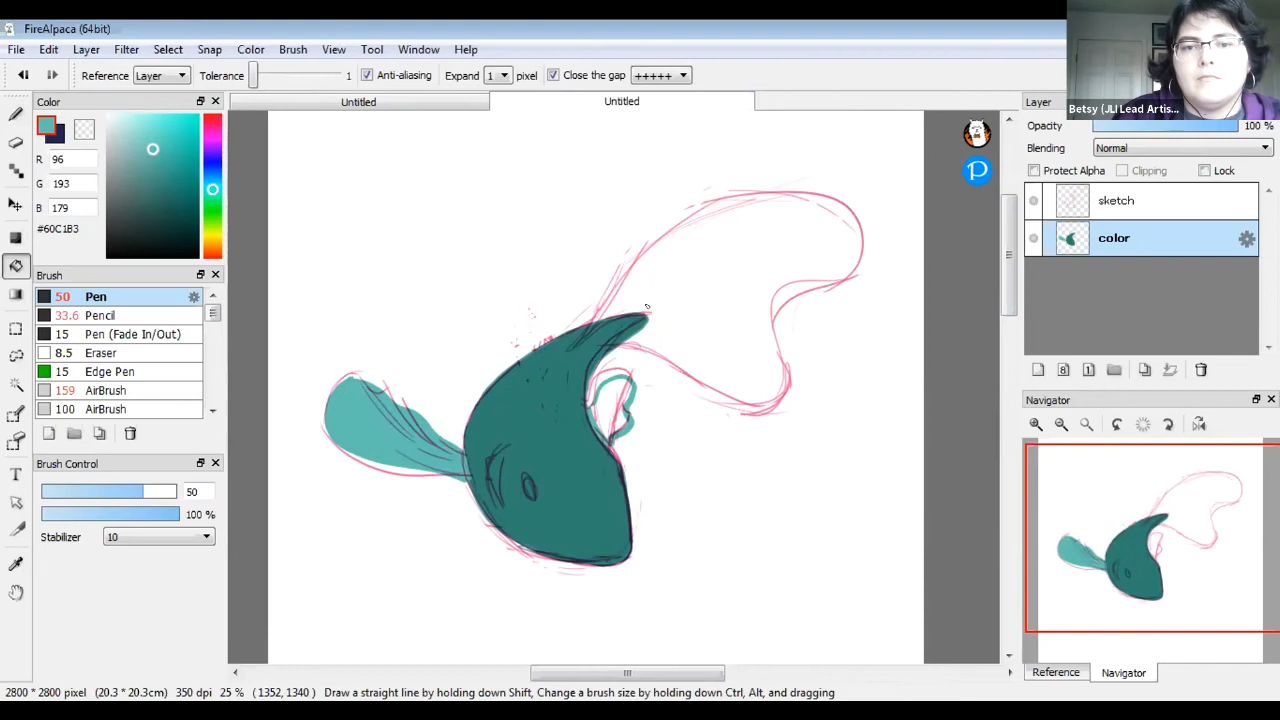 FireAlpaca (64bit)
File Edit Layer Filter Select Snap Color Brush View Tool Window Help
Reference Layer Tolerance 1 Anti-aliasing Expand 1 pixel Close the gap +++++
Betsy (JLI Lead Artis...
Color
Untitled
Untitled
Layer
Opacity 100 %
R 96
Blending Normal
G 193
Protect Alpha Clipping Lock
B 179
sketch
#60C1B3
color
Brush
50 Pen
33.6 Pencil
15 Pen (Fade In/Out)
8.5 Eraser
15 Edge Pen
159 AirBrush
100 AirBrush
Navigator
Brush Control
50
100 %
Stabilizer 10
Reference Navigator
2800 * 2800 pixel (20.3 * 20.3cm) 350 dpi 25 % ( 1352, 1340 ) Draw a straight line by holding down Shift, Change a brush size by holding down Ctrl, Alt, and dragging